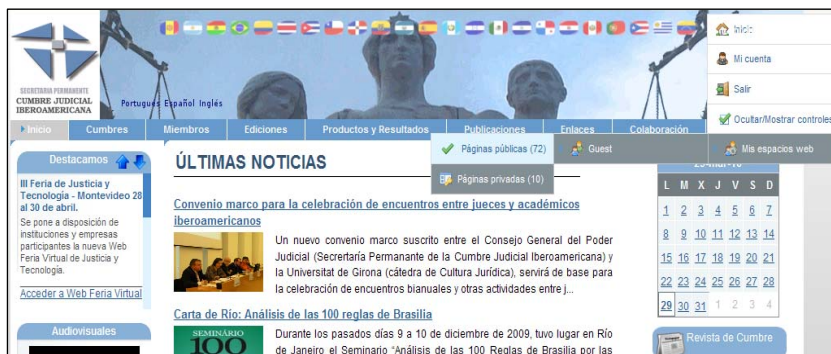 SECRETARIA PERMANENTE
CUMBRE JUDICIAL
IBEROAMERICANA
Portugués Español Inglés
Inicio
Mi cuenta
Salir
Ocultar/Mostrar controles
Inicio Cumbres Miembros Ediciones Productos y Resultados Publicaciones Enlaces Colaboración
Páginas públicas (72) Guest Mis espacios web
Páginas privadas (10)
Destacamos
III Feria de Justicia y
Tecnología - Montevideo 28
al 30 de abril.
Se pone a disposición de
instituciones y empresas
participantes la nueva Web
Feria Virtual de Justicia y
Tecnología.
Acceder a Web Feria Virtual
Audiovisuales
ÚLTIMAS NOTICIAS
Convenio marco para la celebración de encuentros entre jueces y académicos
iberoamericanos
Un nuevo convenio marco suscrito entre el Consejo General del Poder
Judicial (Secretaría Permanante de la Cumbre Judicial Iberoamericana) y
la Universitat de Girona (cátedra de Cultura Jurídica), servirá de base para
la celebración de encuentros bianuales y otras actividades entre j...
Carta de Río: Análisis de las 100 reglas de Brasilia
SEMINÁRIO
100
Durante los pasados días 9 a 10 de diciembre de 2009, tuvo lugar en Río
de Janeiro el Seminario "Análisis de las 100 Reglas de Brasilia por las
L M X J V S D
1 2 3 4 5 6 7
8 9 10 11 12 13 14
15 16 17 18 19 20 21
22 23 24 25 26 27 28
29 30 31 1 2 3 4
Revista de Cumbre